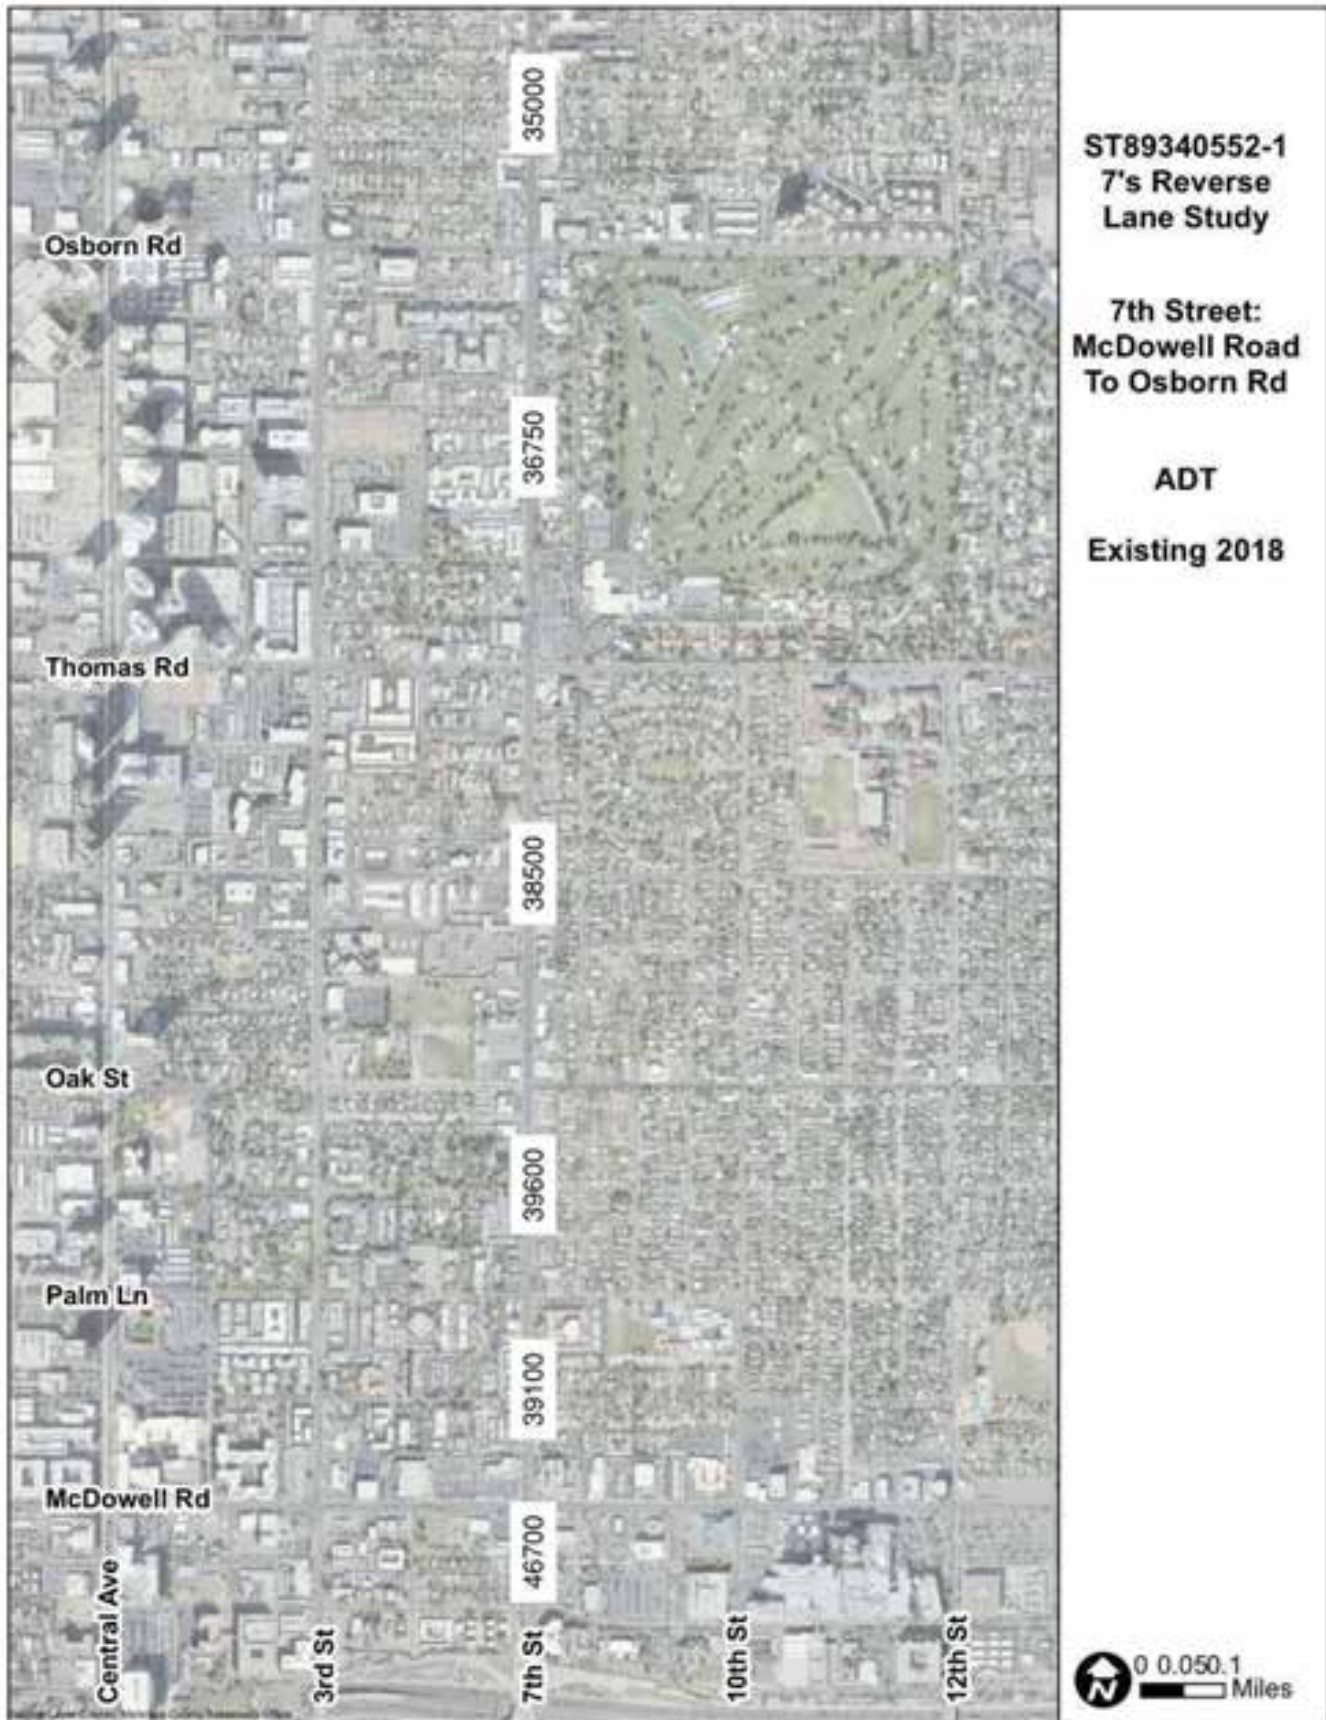 35000
Osborn Rd
36750
Thomas Rd
38500
Oak St
39600
Palm Ln
39100
McDowell Rd
46700
Central Ave
3rd St
7th St
10th St
12th St
ST89340552-1
7's Reverse
Lane Study
7th Street:
McDowell Road
To Osborn Rd
ADT
Existing 2018
N
0 0.050.1
Miles